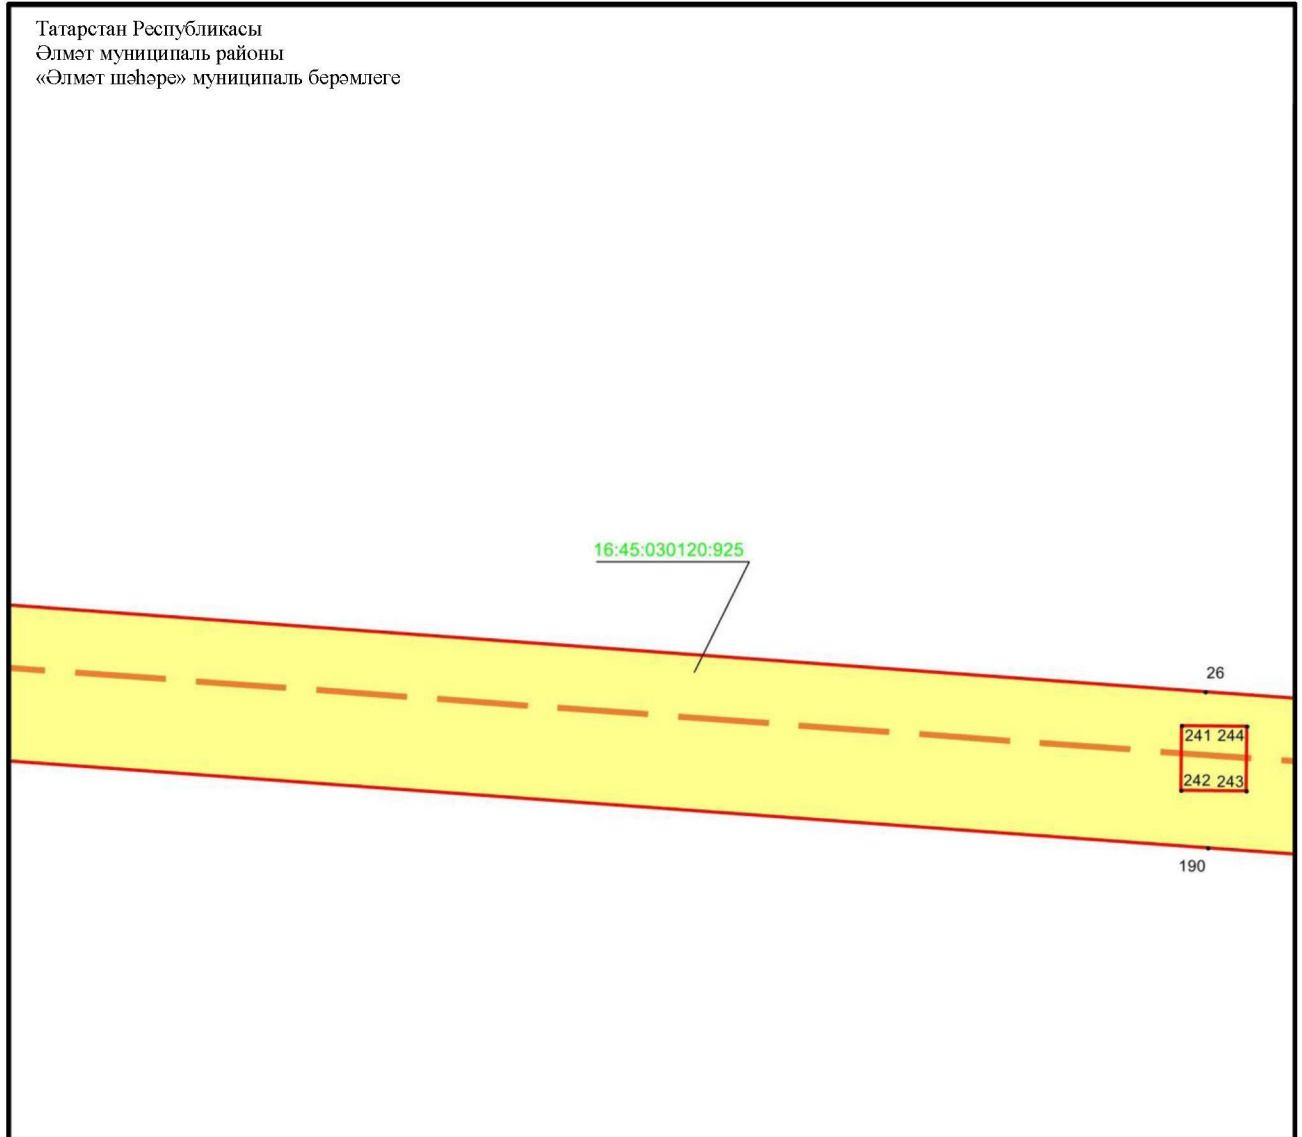 Татарстан Республикасы
Әлмәт муниципаль районы
«Әлмәт шәһәре» муниципаль берәмлеге
16:45:030120:925
26
241 244
242 243
190